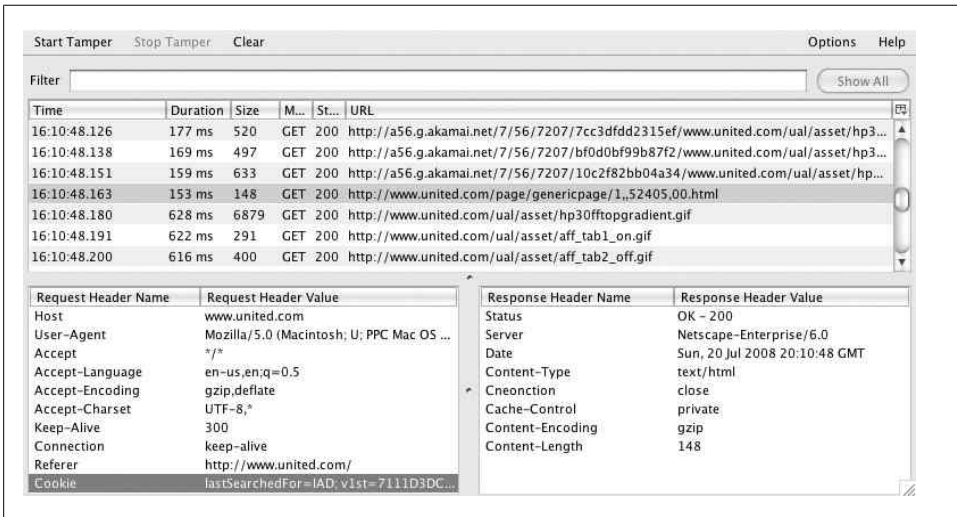 Start Tamper Stop Tamper Clear Options Help
Filter Show All
Time Duration Size M... St... URL
16:10:48.126 177 ms 520 GET 200 http://a56.g.akamai.net/7/56/7207/7cc3dfdd2315ef/www.united.com/ual/asset/hp3...
16:10:48.138 169 ms 497 GET 200 http://a56.g.akamai.net/7/56/7207/bf0d0bf99b87f2/www.united.com/ual/asset/hp3...
16:10:48.151 159 ms 633 GET 200 http://a56.g.akamai.net/7/56/7207/10c2f82bb04a34/www.united.com/ual/asset/hp...
16:10:48.163 153 ms 148 GET 200 http://www.united.com/page/genericpage/1,,52405,00.html
16:10:48.180 628 ms 6879 GET 200 http://www.united.com/ual/asset/hp30fftopgradient.gif
16:10:48.191 622 ms 291 GET 200 http://www.united.com/ual/asset/aff_tab1_on.gif
16:10:48.200 616 ms 400 GET 200 http://www.united.com/ual/asset/aff_tab2_off.gif
Request Header Name Request Header Value
Host www.united.com
User-Agent Mozilla/5.0 (Macintosh; U; PPC Mac OS ...
Accept */*
Accept-Language en-us,en;q=0.5
Accept-Encoding gzip,deflate
Accept-Charset UTF-8,*
Keep-Alive 300
Connection keep-alive
Referer http://www.united.com/
Cookie lastSearchedFor=IAD; v1st=7111D3DC...
Response Header Name Response Header Value
Status OK - 200
Server Netscape-Enterprise/6.0
Date Sun, 20 Jul 2008 20:10:48 GMT
Content-Type text/html
Cneonction close
Cache-Control private
Content-Encoding gzip
Content-Length 148